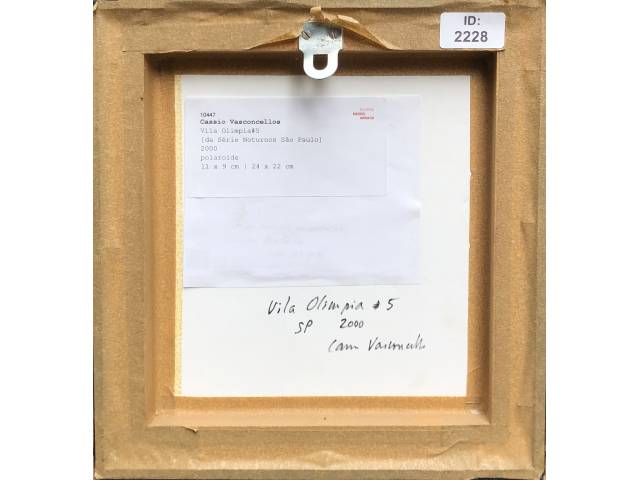 ID:
2228
10447
Cassio Vasconcellos
Vila Olimpia#5
[da Série Noturnos São Paulo]
2000
polaroide
11 x 9 cm | 24 x 22 cm
Vila Olimpia # 5
SP 2000
Vasconcellos